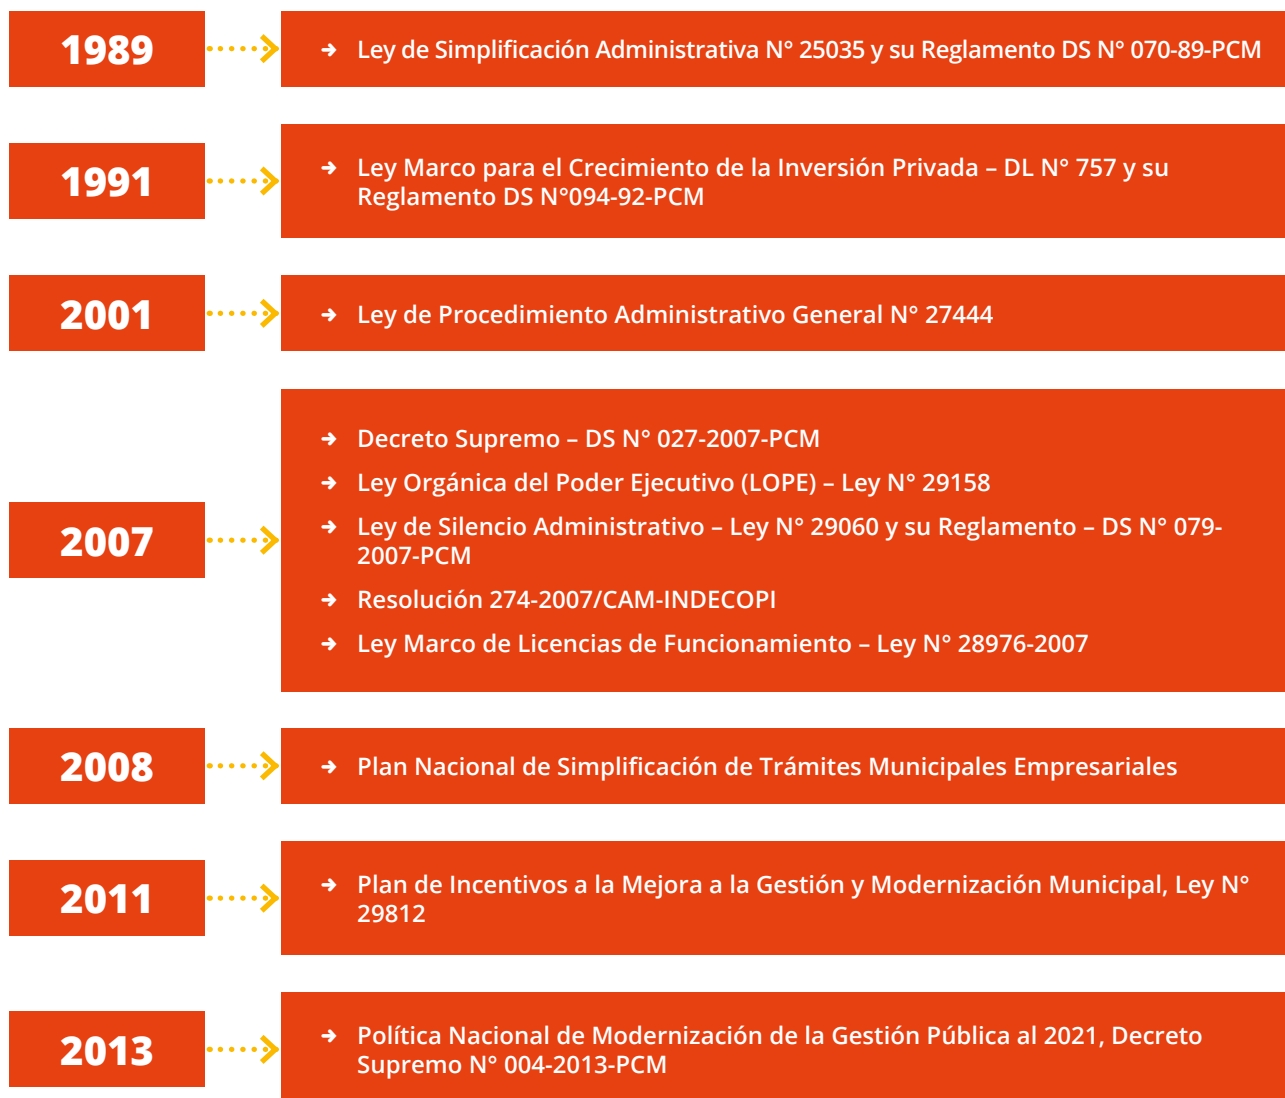 1989
➔ Ley de Simplificación Administrativa N° 25035 y su Reglamento DS N° 070-89-PCM
1991
➔ Ley Marco para el Crecimiento de la Inversión Privada – DL N° 757 y su
Reglamento DS N°094-92-PCM
2001
➔ Ley de Procedimiento Administrativo General N° 27444
2007
➔ Decreto Supremo – DS N° 027-2007-PCM
➔ Ley Orgánica del Poder Ejecutivo (LOPE) – Ley N° 29158
➔ Ley de Silencio Administrativo – Ley N° 29060 y su Reglamento – DS N° 079-
2007-PCM
➔ Resolución 274-2007/CAM-INDECOPI
➔ Ley Marco de Licencias de Funcionamiento – Ley N° 28976-2007
2008
➔ Plan Nacional de Simplificación de Trámites Municipales Empresariales
2011
➔ Plan de Incentivos a la Mejora a la Gestión y Modernización Municipal, Ley N°
29812
2013
➔ Política Nacional de Modernización de la Gestión Pública al 2021, Decreto
Supremo N° 004-2013-PCM